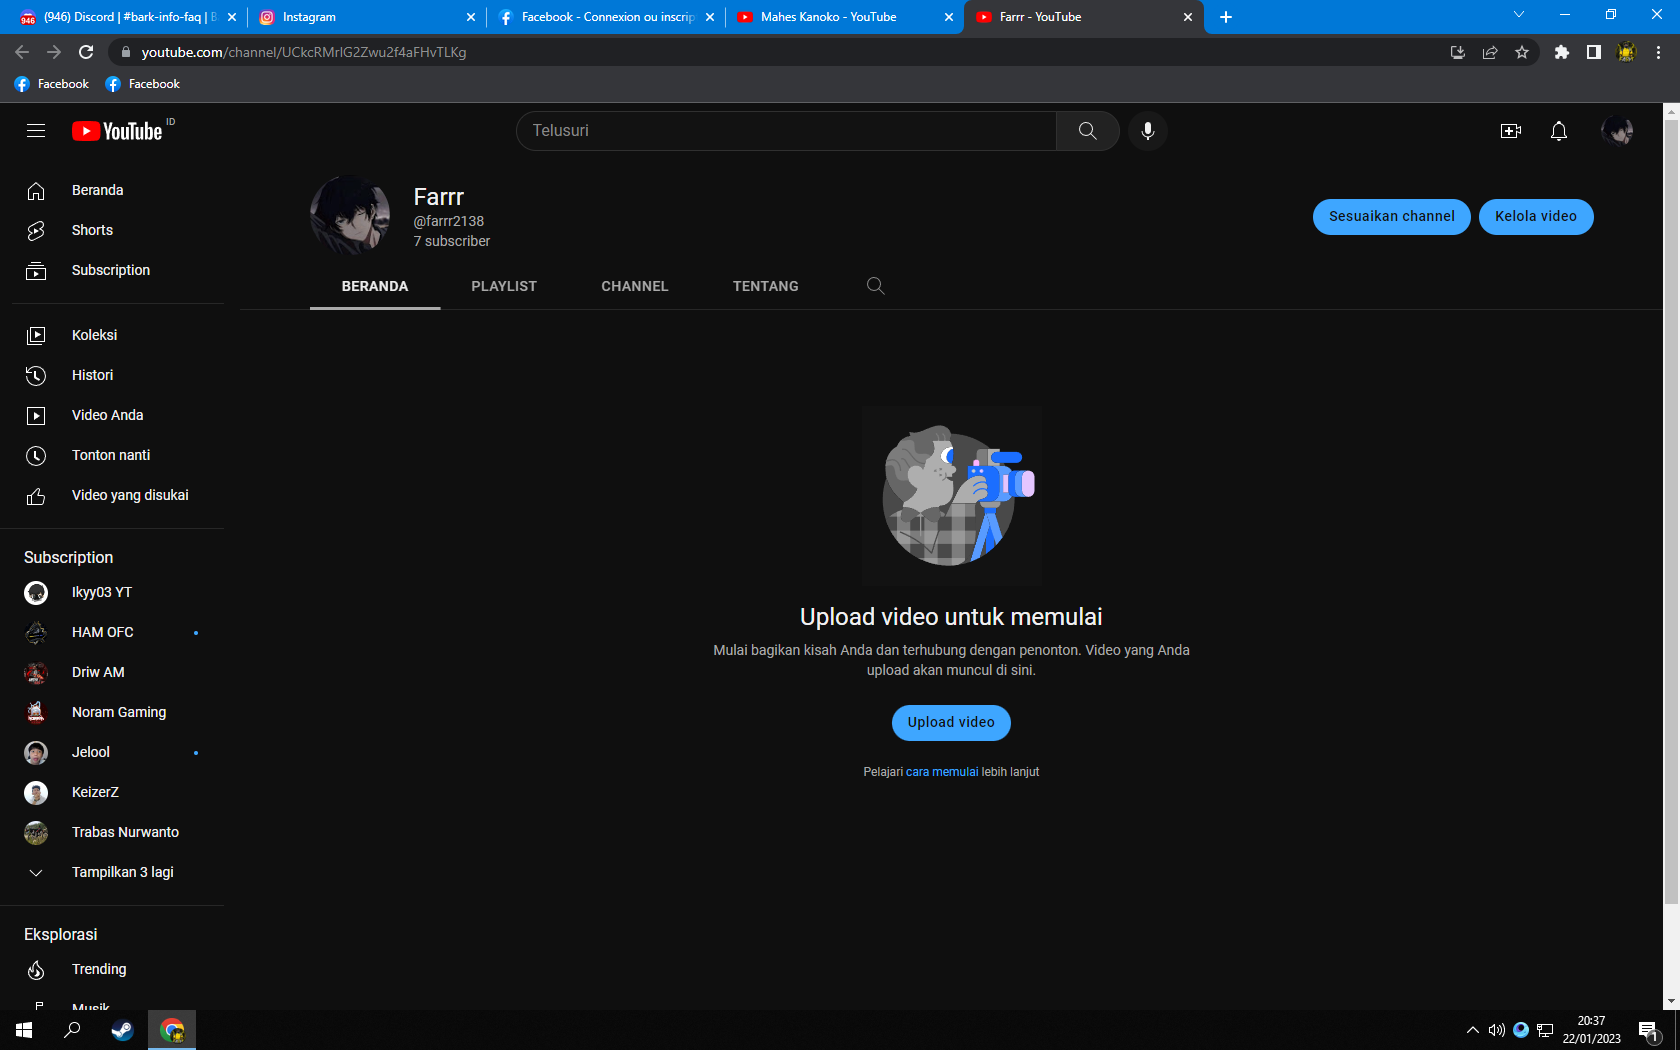 (946) Discord | #bark-info-faq | B
Instagram
Facebook - Connexion ou inscrip
Mahes Kanoko - YouTube
Farrr - YouTube
youtube.com/channel/UCkcRMrlG2Zwu2f4aFHvTLKg
Facebook
Facebook
YouTube ID
Telusuri
Beranda
Shorts
Subscription
Koleksi
Histori
Video Anda
Tonton nanti
Video yang disukai
Subscription
Ikyy03 YT
HAM OFC
Driw AM
Noram Gaming
Jelool
KeizerZ
Trabas Nurwanto
Tampilkan 3 lagi
Eksplorasi
Trending
Musik
Farrr
@farrr2138
7 subscriber
Sesuaikan channel
Kelola video
BERANDA
PLAYLIST
CHANNEL
TENTANG
Upload video untuk memulai
Mulai bagikan kisah Anda dan terhubung dengan penonton. Video yang Anda
upload akan muncul di sini.
Upload video
Pelajari cara memulai lebih lanjut
20:37
22/01/2023
1